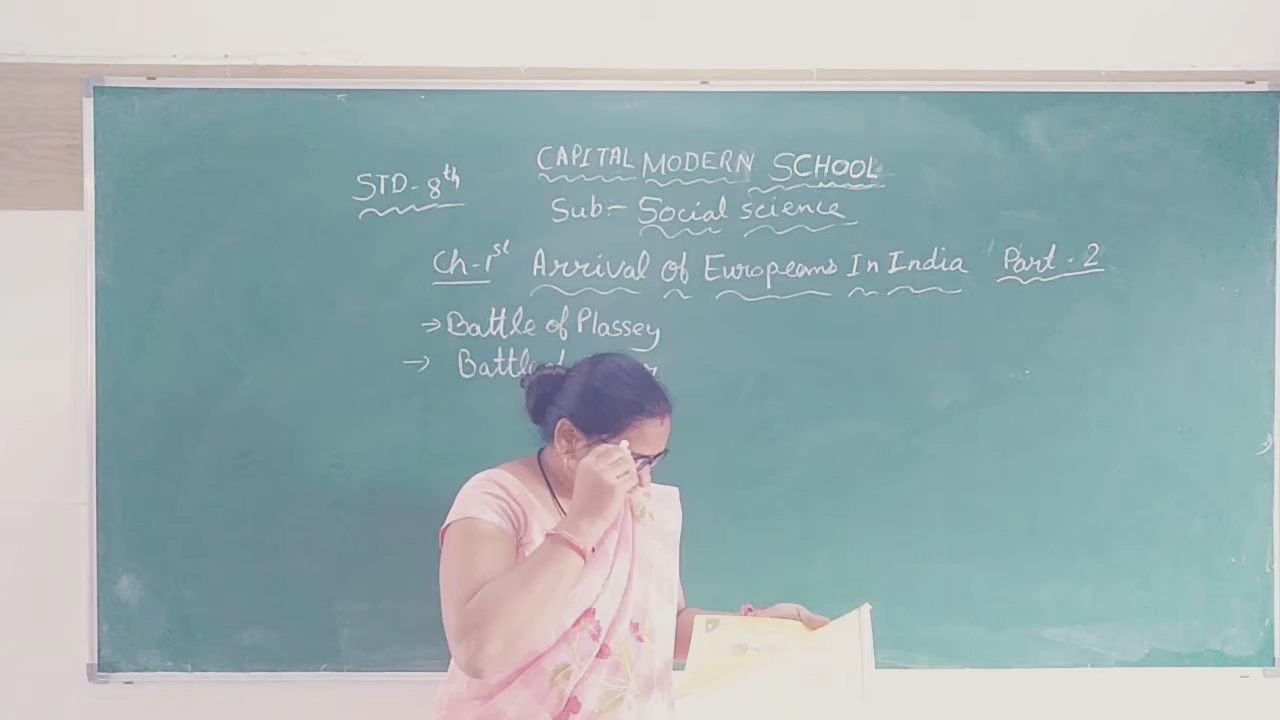 CAPITAL MODERN SCHOOL
STD-8th
Sub:- Social science
Ch-1st Arrival of Europeans In India Part-2
→ Battle of Plassey
→ Battle